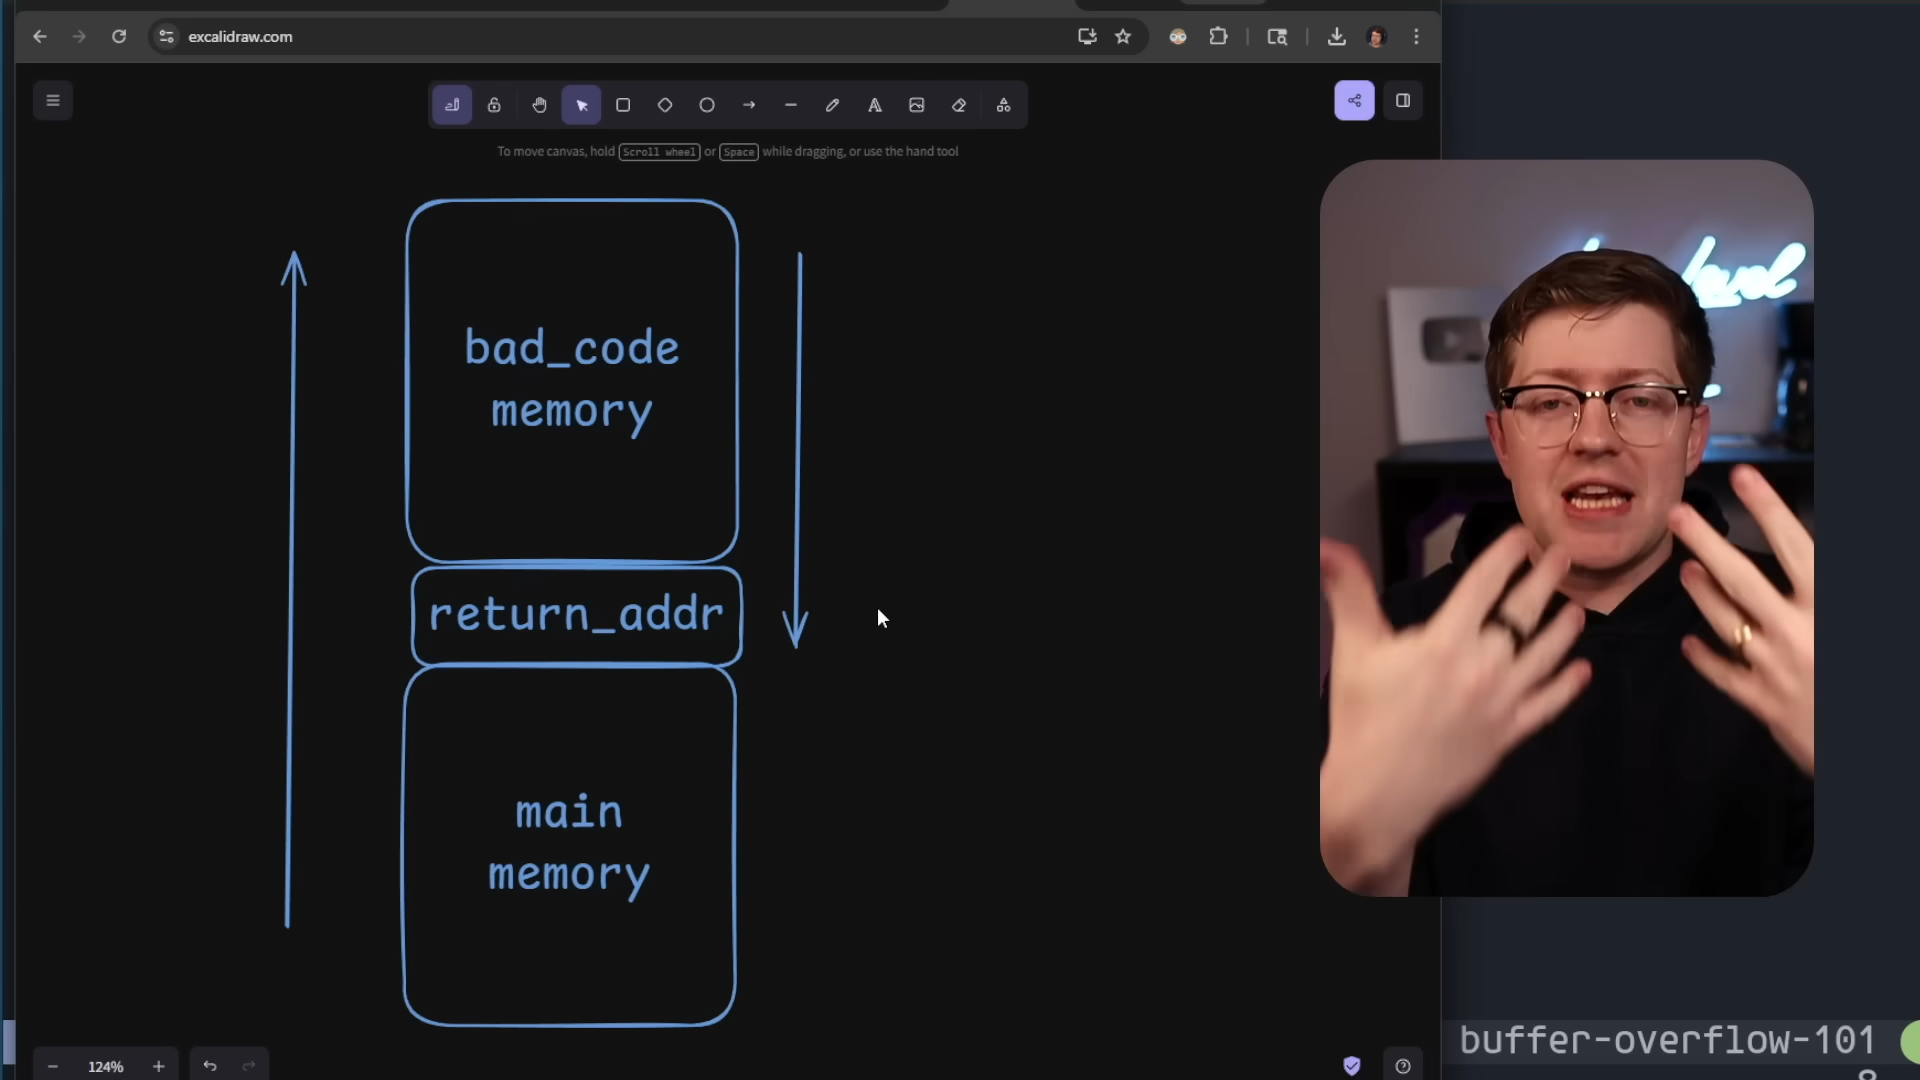 excalidraw.com
To move canvas, hold Scroll wheel or Space while dragging, or use the hand tool
bad_code
memory
return_addr
main
memory
level
124%
buffer-overflow-101